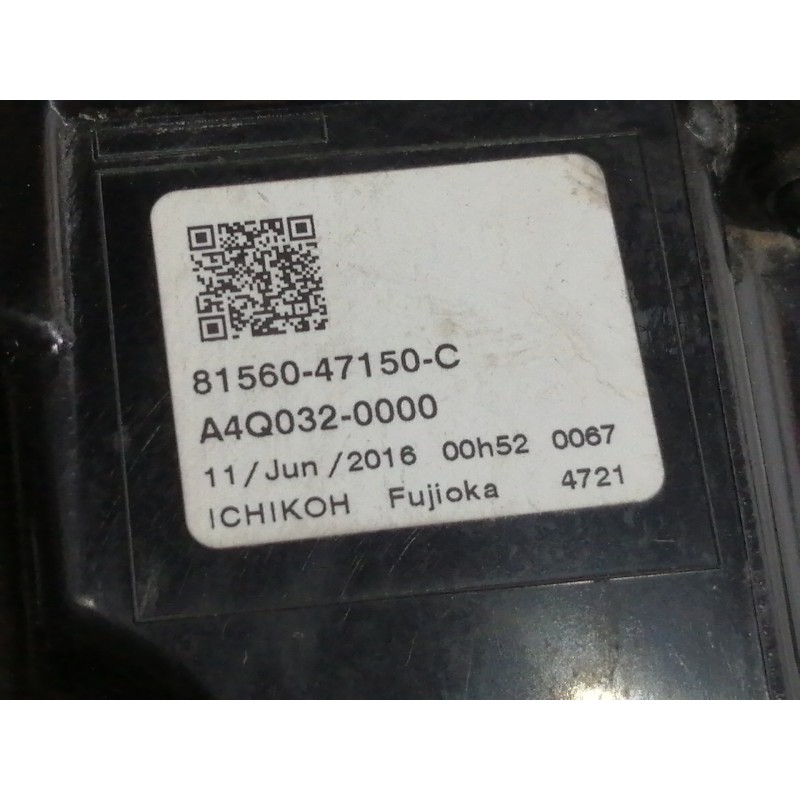 81560-47150-C
A4Q032-0000
11/Jun/2016 00h52 0067
ICHIKOH Fujioka 4721